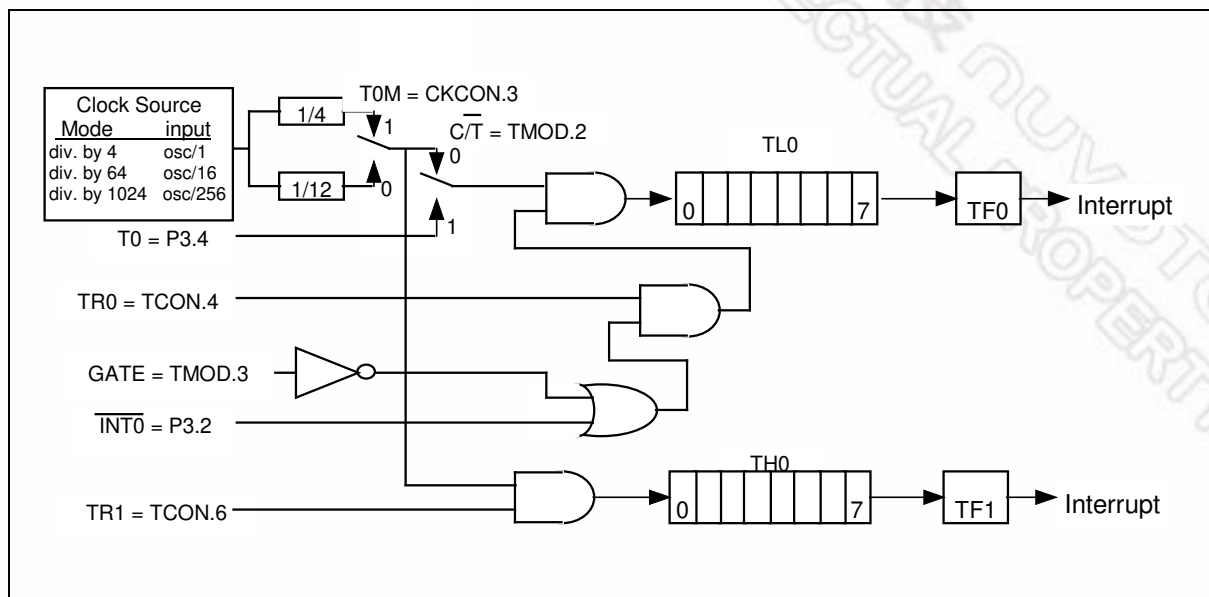 Clock Source
Mode input
div. by 4 osc/1
div. by 64 osc/16
div. by 1024 osc/256
1/4
1/12
T0M = CKCON.3
1
0
C/T̅ = TMOD.2
0
1
T0 = P3.4
TL0
0 7
TF0
Interrupt
TR0 = TCON.4
GATE = TMOD.3
I̅N̅T̅0̅ = P3.2
TR1 = TCON.6
TH0
0 7
TF1
Interrupt